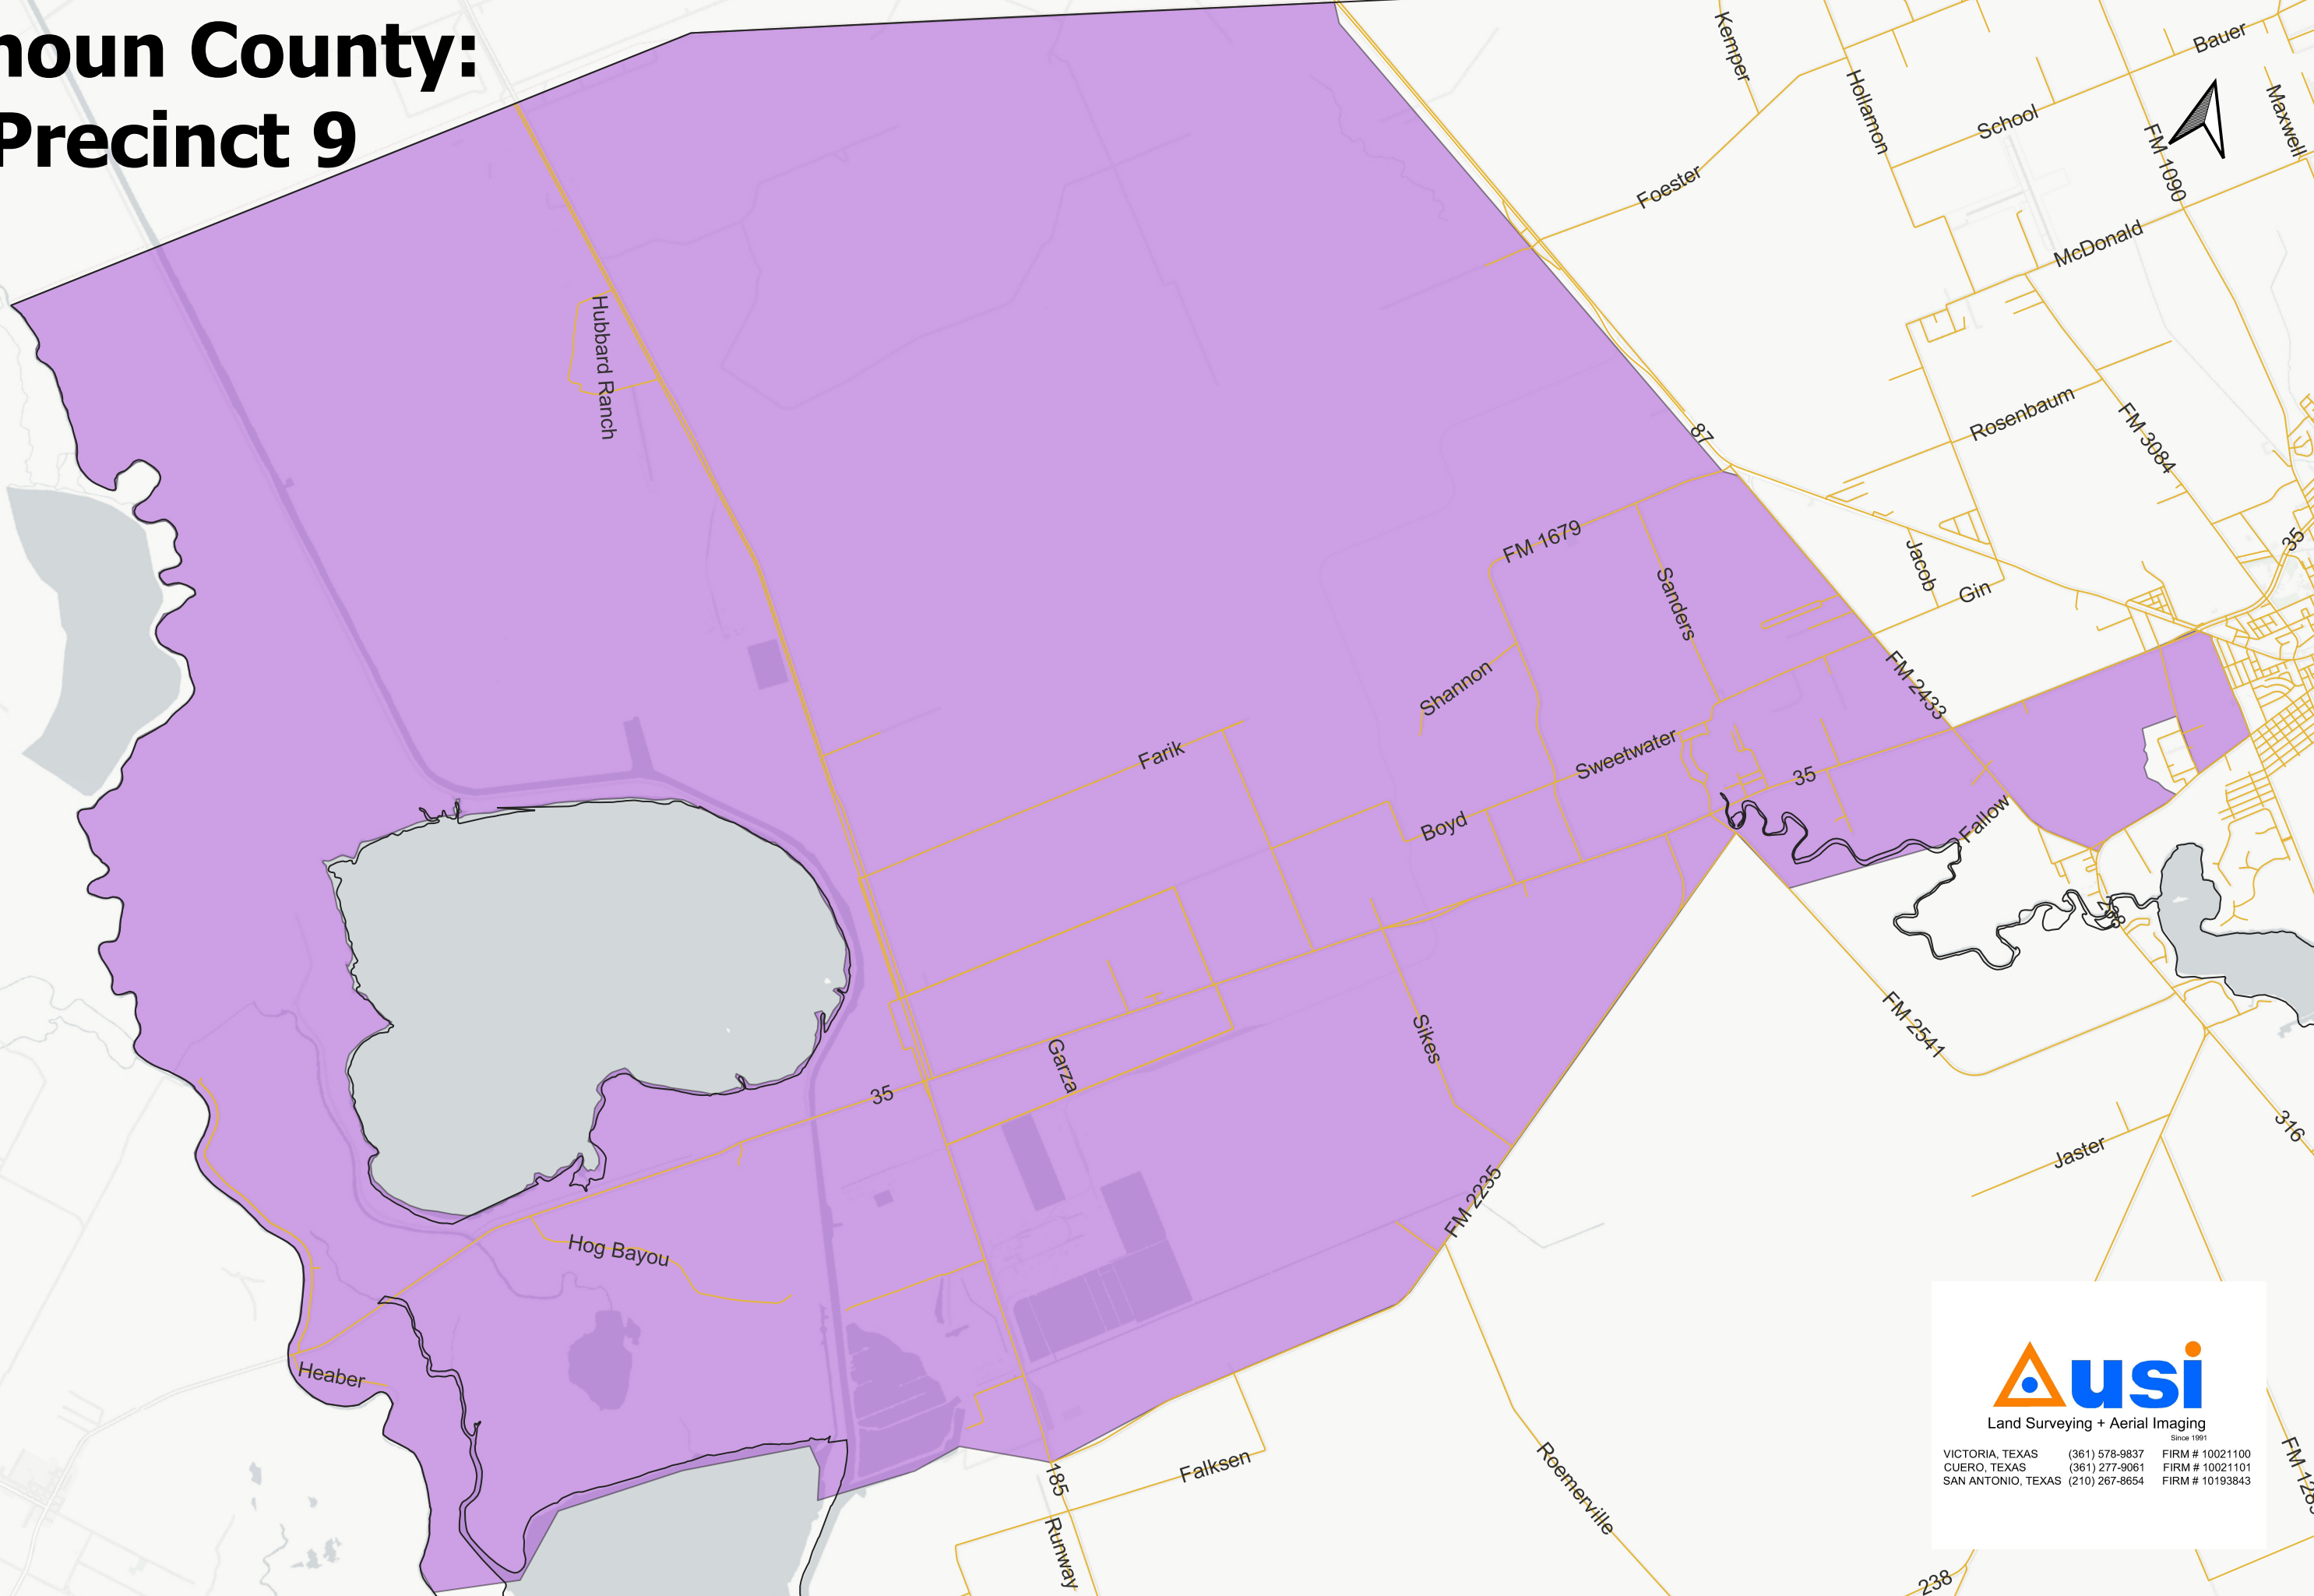 noun County:
Precinct 9
Kemper
Hollamon
Bauer
School
FM 1090
Maxwell
McDonald
Foester
Hubbard Ranch
Rosenbaum
FM 3084
87
FM 1679
35
Jacob
Gin
Sanders
Shannon
FM 2433
Farik
Sweetwater
35
Boyd
Fallow
238
Sikes
FM 2541
Garza
35
316
Jaster
FM 2235
Hog Bayou
Heaber
usi
Land Surveying + Aerial Imaging
Since 1991
VICTORIA, TEXAS (361) 578-9837 FIRM # 10021100
CUERO, TEXAS (361) 277-9061 FIRM # 10021101
SAN ANTONIO, TEXAS (210) 267-8654 FIRM # 10193843
Falksen
185
Roemerville
Runway
238